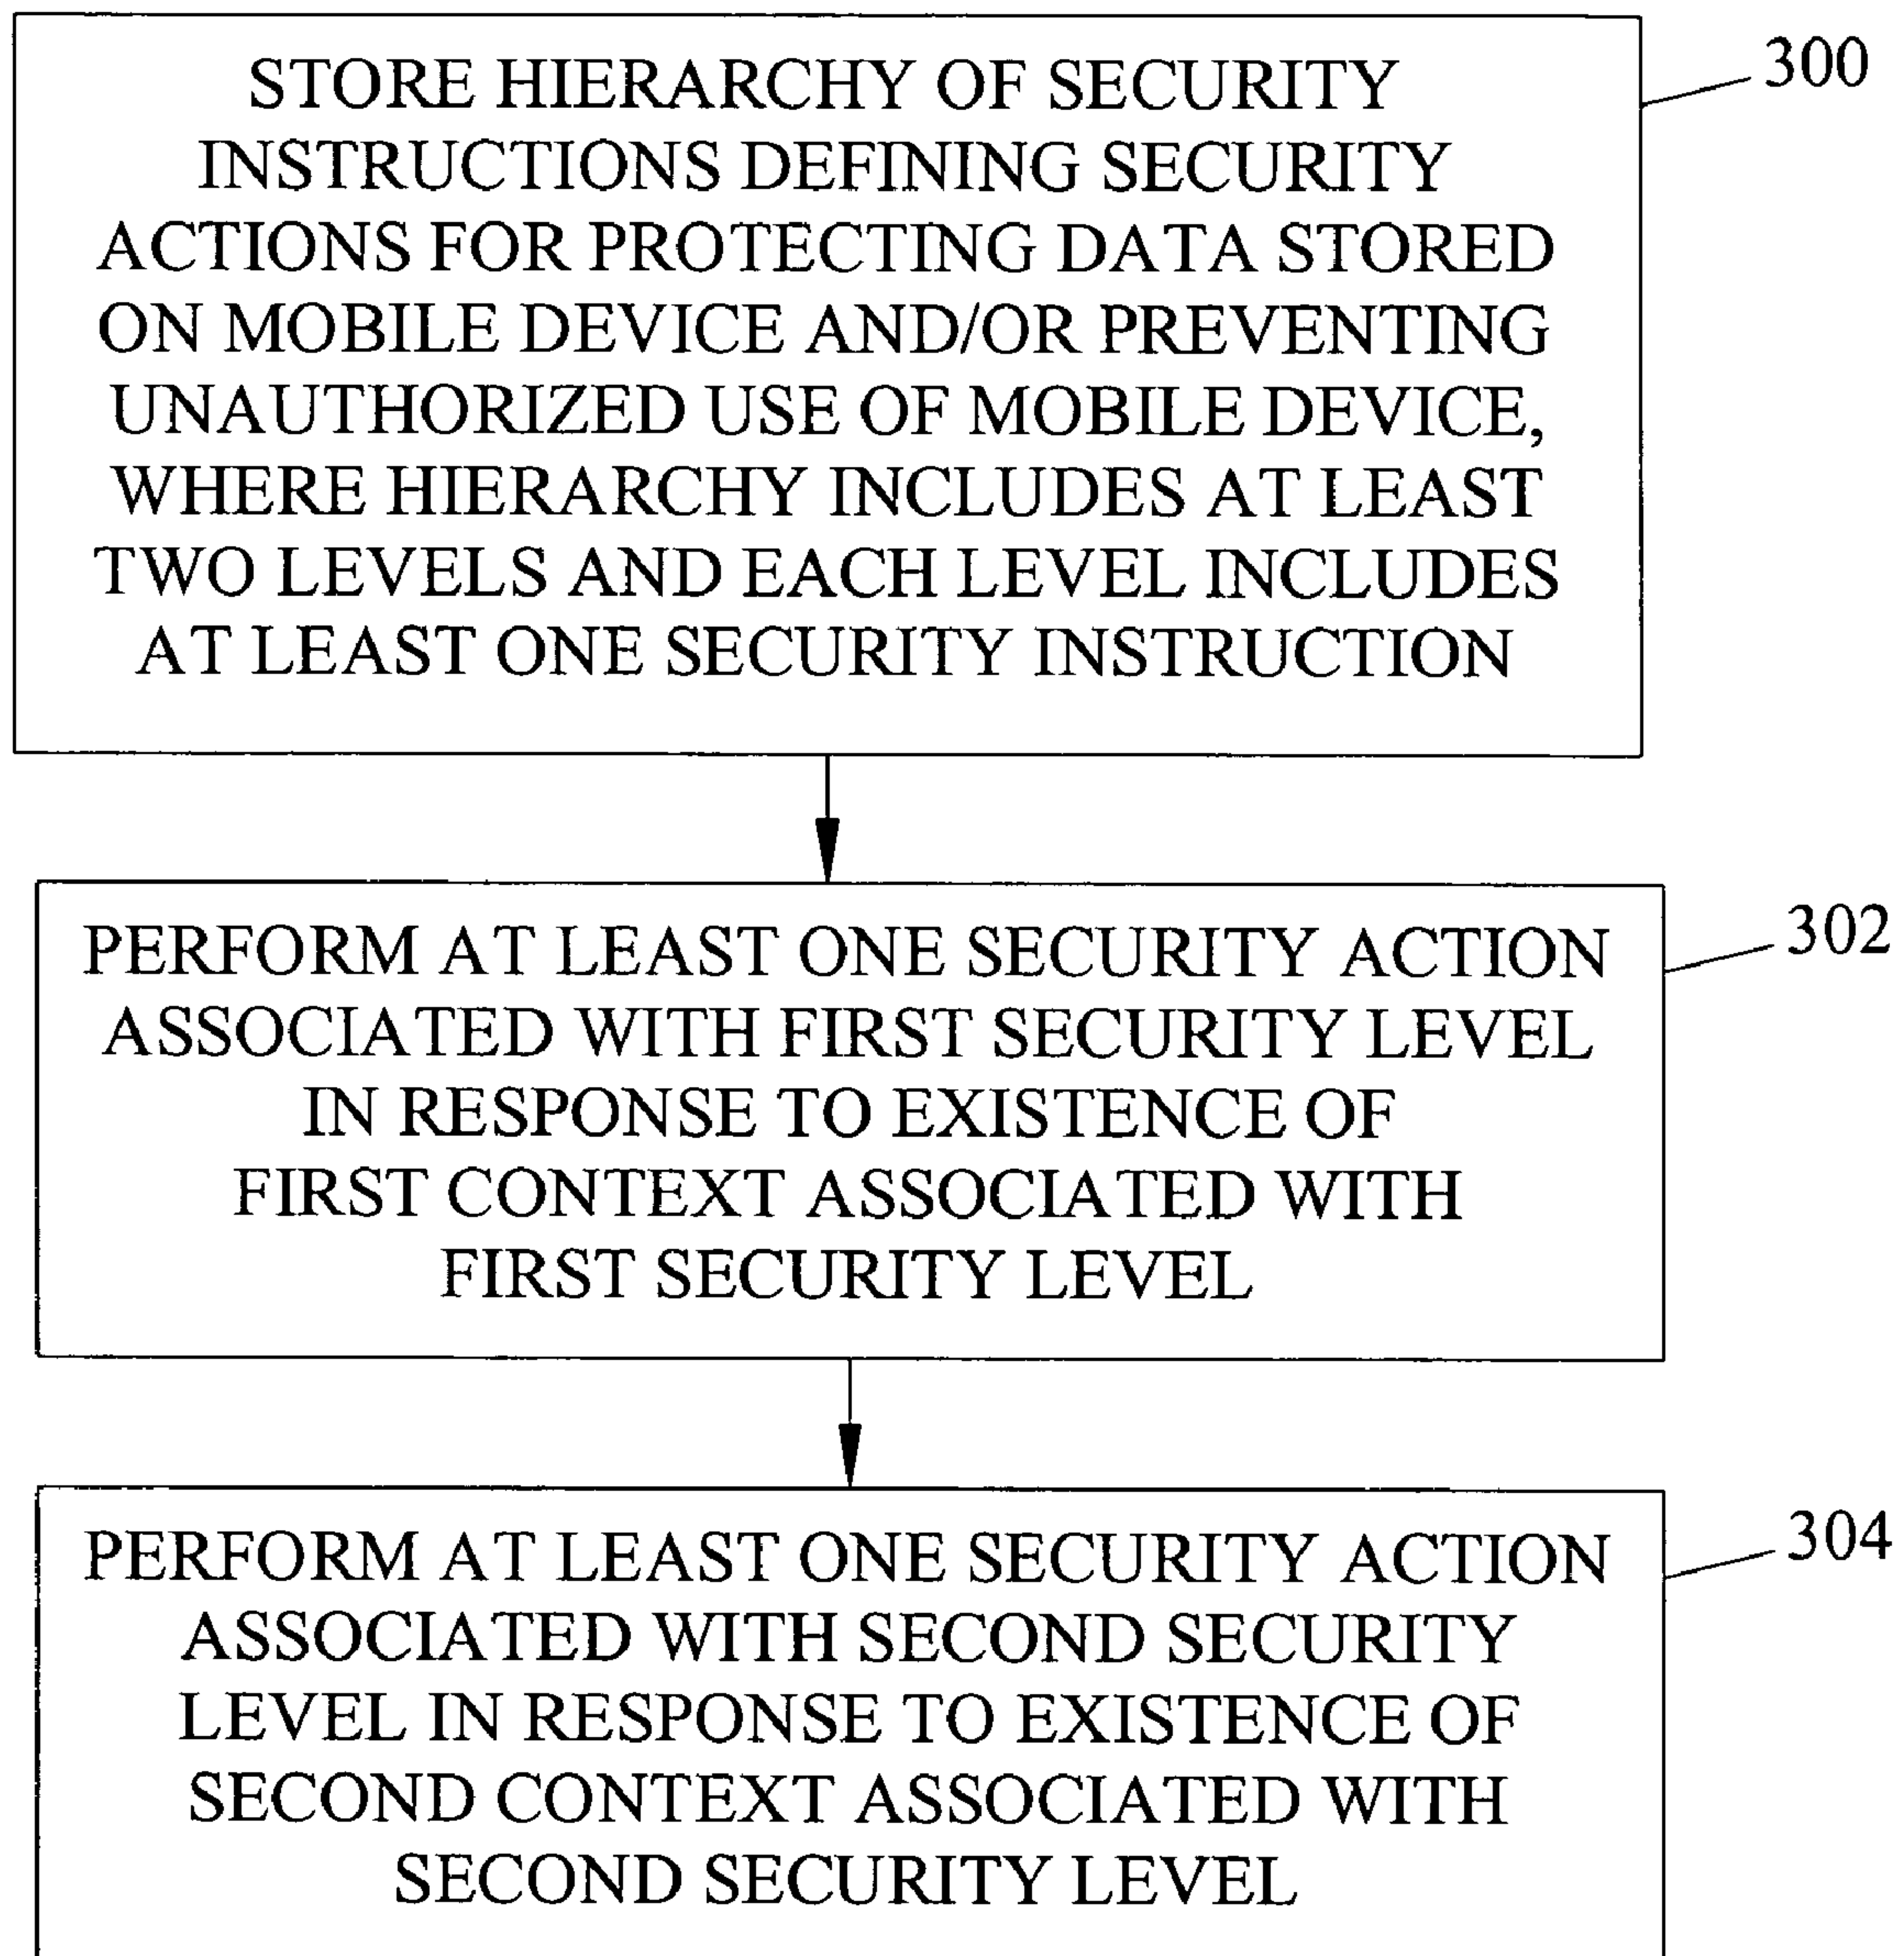 STORE HIERARCHY OF SECURITY
INSTRUCTIONS DEFINING SECURITY
ACTIONS FOR PROTECTING DATA STORED
ON MOBILE DEVICE AND/OR PREVENTING
UNAUTHORIZED USE OF MOBILE DEVICE,
WHERE HIERARCHY INCLUDES AT LEAST
TWO LEVELS AND EACH LEVEL INCLUDES
AT LEAST ONE SECURITY INSTRUCTION
300
PERFORM AT LEAST ONE SECURITY ACTION
ASSOCIATED WITH FIRST SECURITY LEVEL
IN RESPONSE TO EXISTENCE OF
FIRST CONTEXT ASSOCIATED WITH
FIRST SECURITY LEVEL
302
PERFORM AT LEAST ONE SECURITY ACTION
ASSOCIATED WITH SECOND SECURITY
LEVEL IN RESPONSE TO EXISTENCE OF
SECOND CONTEXT ASSOCIATED WITH
SECOND SECURITY LEVEL
304